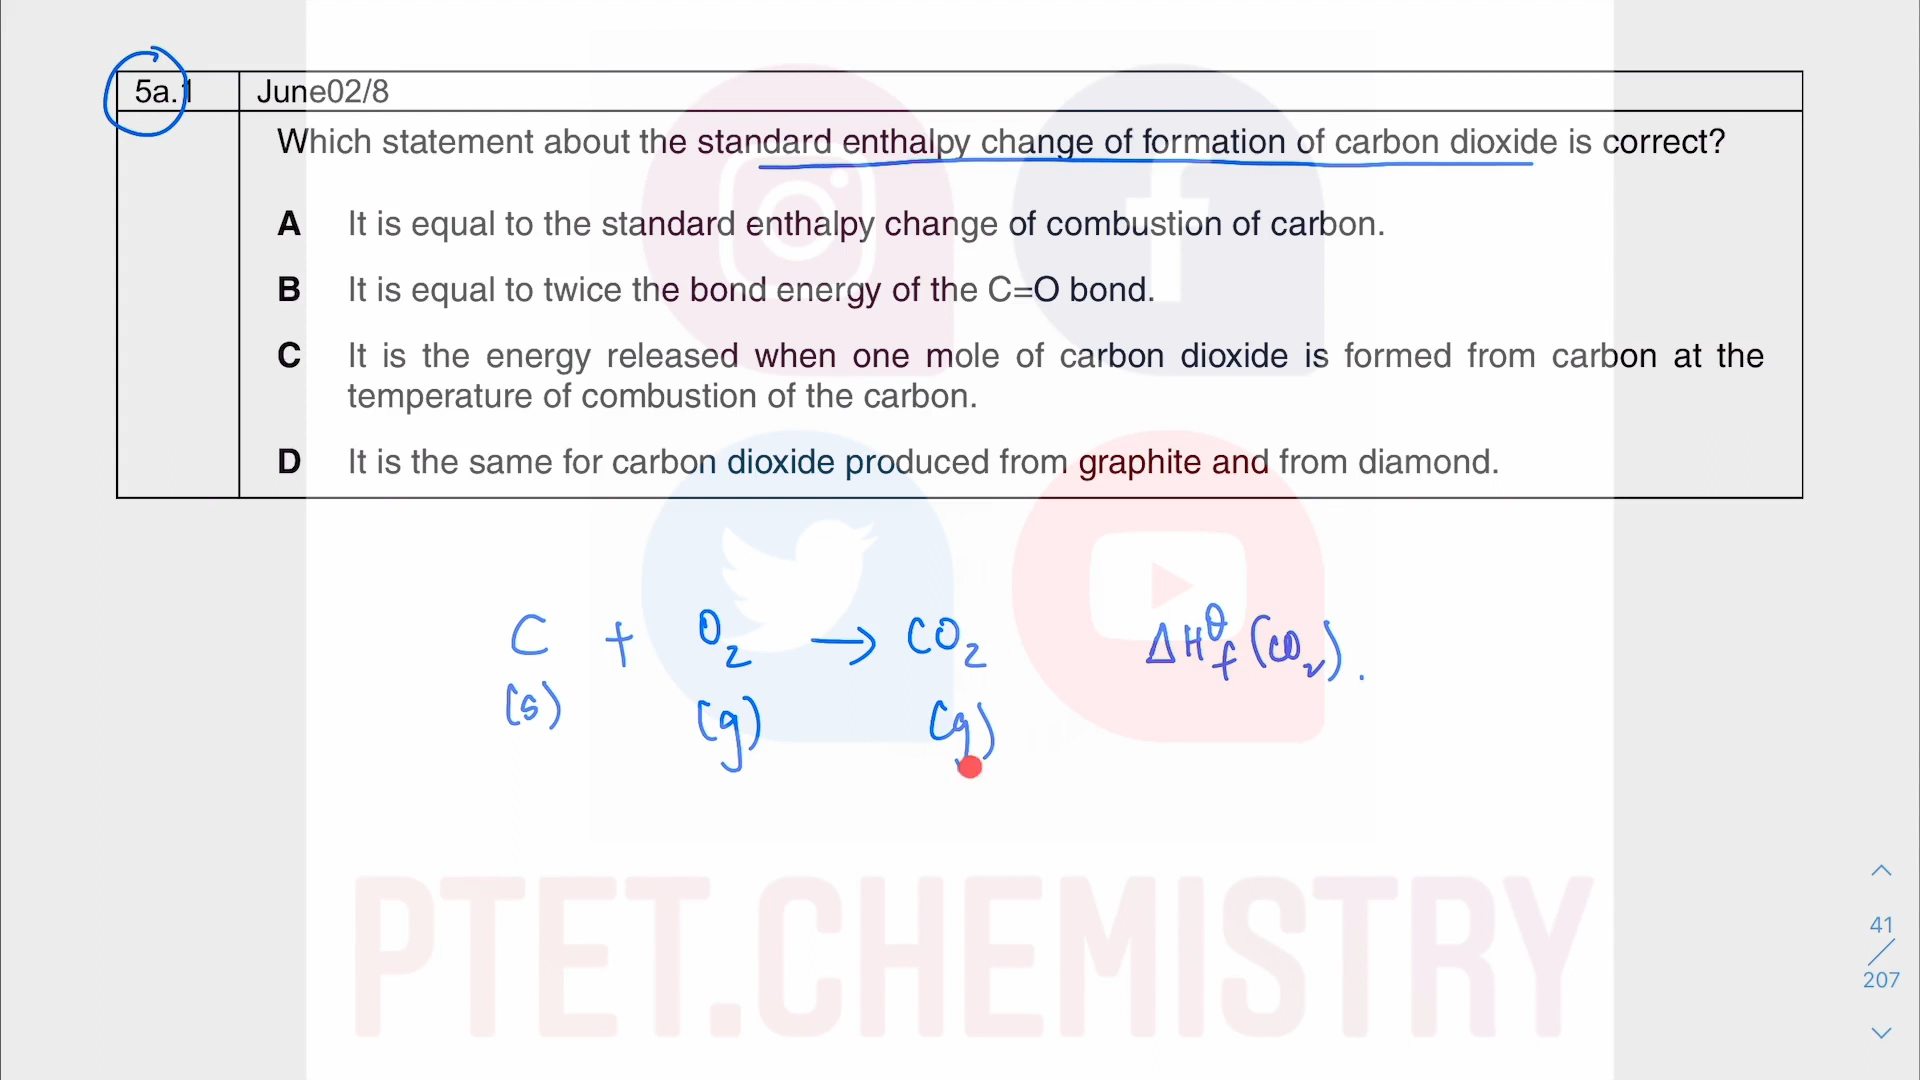 5a.1 June02/8
Which statement about the standard enthalpy change of formation of carbon dioxide is correct?
A It is equal to the standard enthalpy change of combustion of carbon.
B It is equal to twice the bond energy of the C=O bond.
C It is the energy released when one mole of carbon dioxide is formed from carbon at the
temperature of combustion of the carbon.
D It is the same for carbon dioxide produced from graphite and from diamond.
C + O₂ → CO₂ ΔHᶿf (CO₂).
(s) (g) (g)
PTET.CHEMISTRY
41
/
207